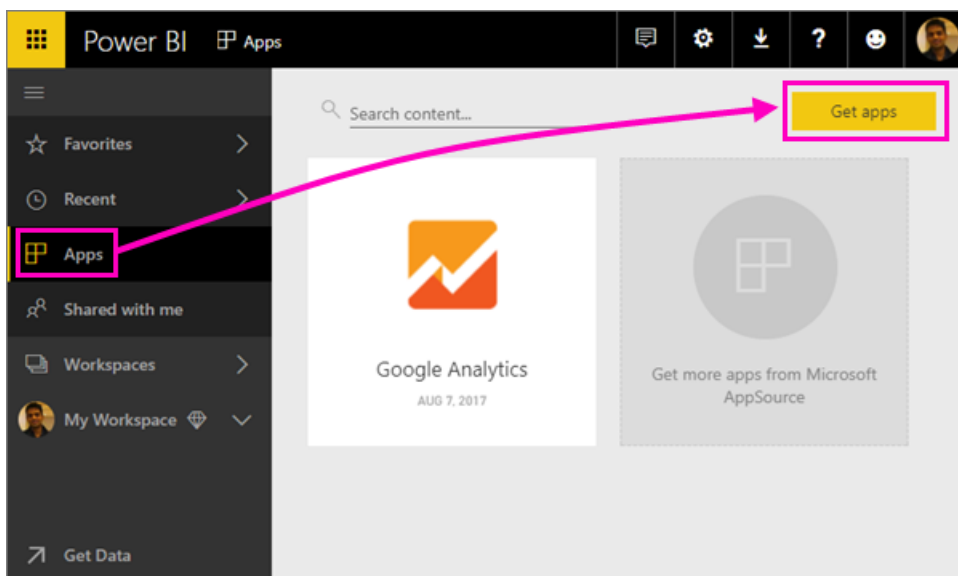 Power BI
Apps
Search content...
Get apps
Favorites
Recent
Apps
Shared with me
Workspaces
My Workspace
Get Data
Google Analytics
AUG 7, 2017
Get more apps from Microsoft
AppSource
?